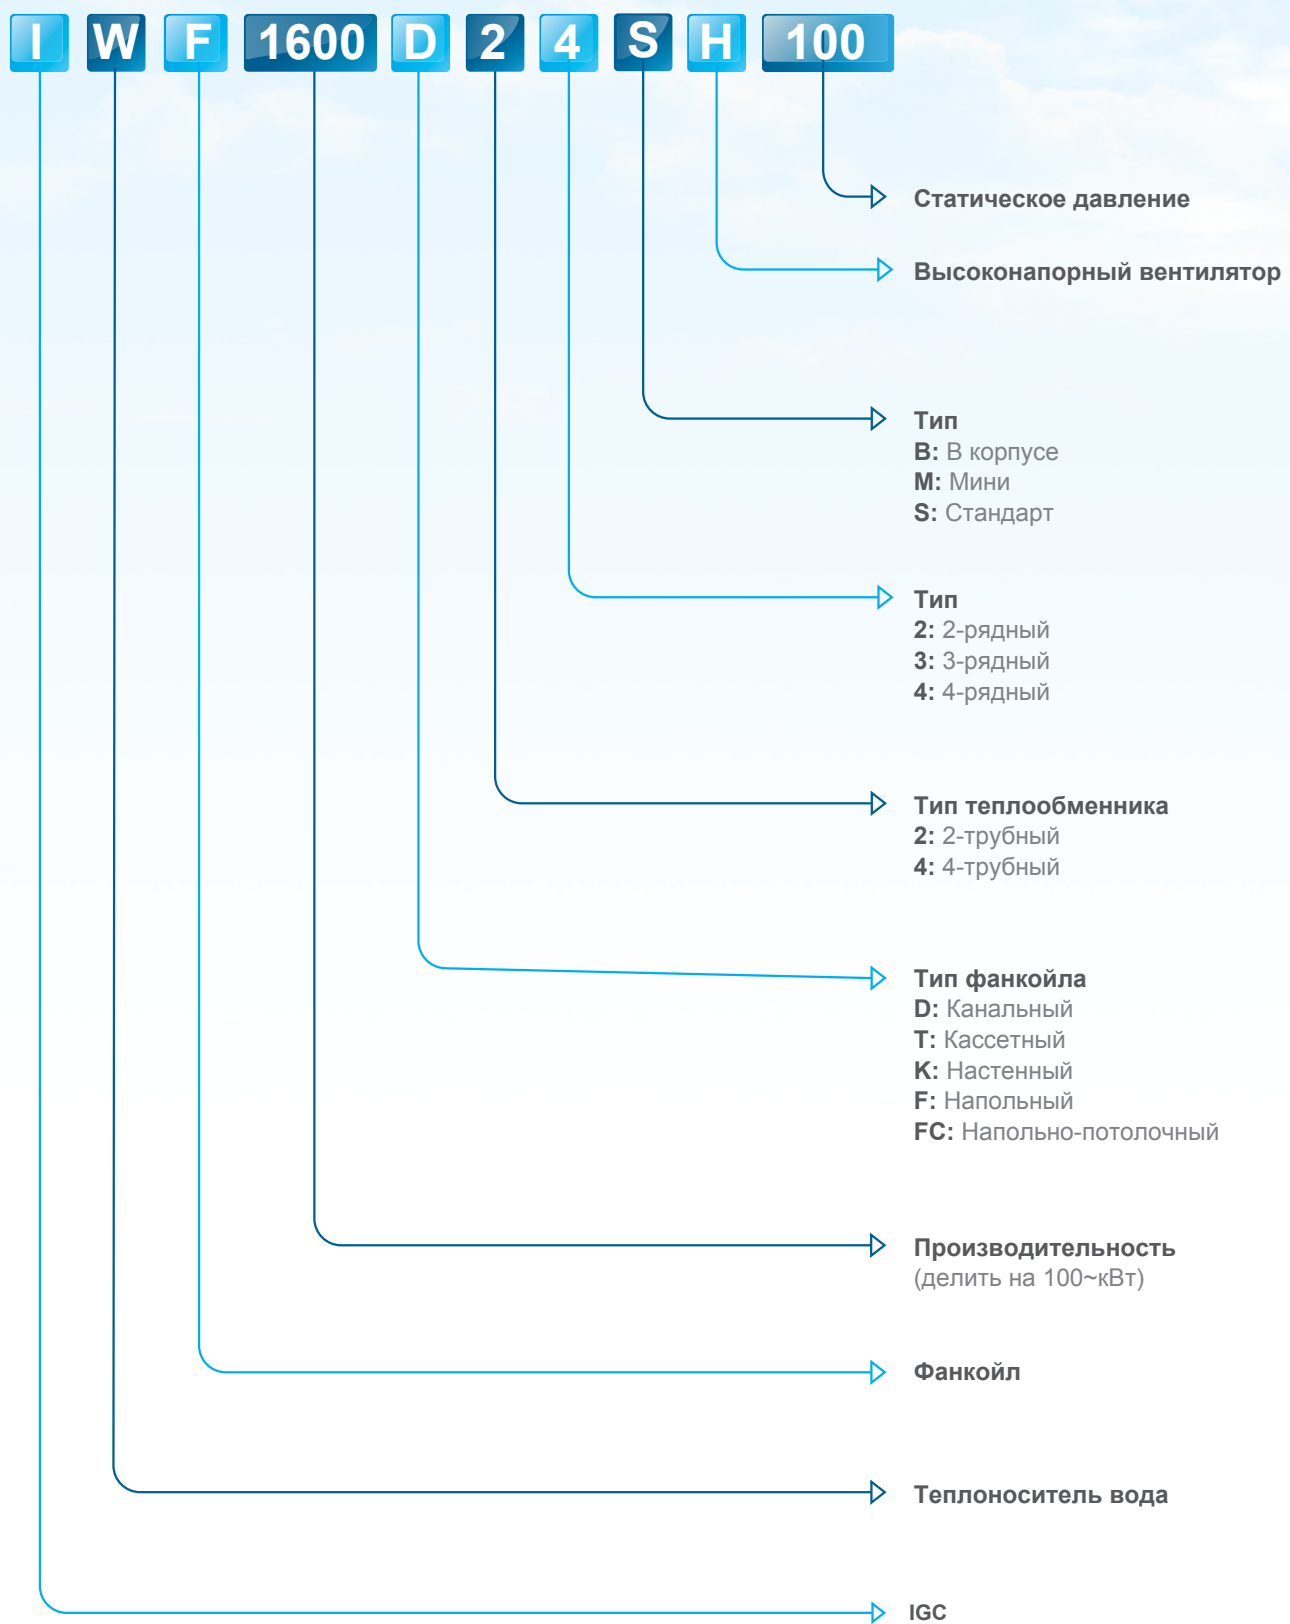 I W F 1600 D 2 4 S H 100
Статическое давление
Высоконапорный вентилятор
Тип
B: В корпусе
M: Мини
S: Стандарт
Тип
2: 2-рядный
3: 3-рядный
4: 4-рядный
Тип теплообменника
2: 2-трубный
4: 4-трубный
Тип фанкойла
D: Канальный
T: Кассетный
K: Настенный
F: Напольный
FC: Напольно-потолочный
Производительность
(делить на 100~кВт)
Фанкойл
Теплоноситель вода
IGC